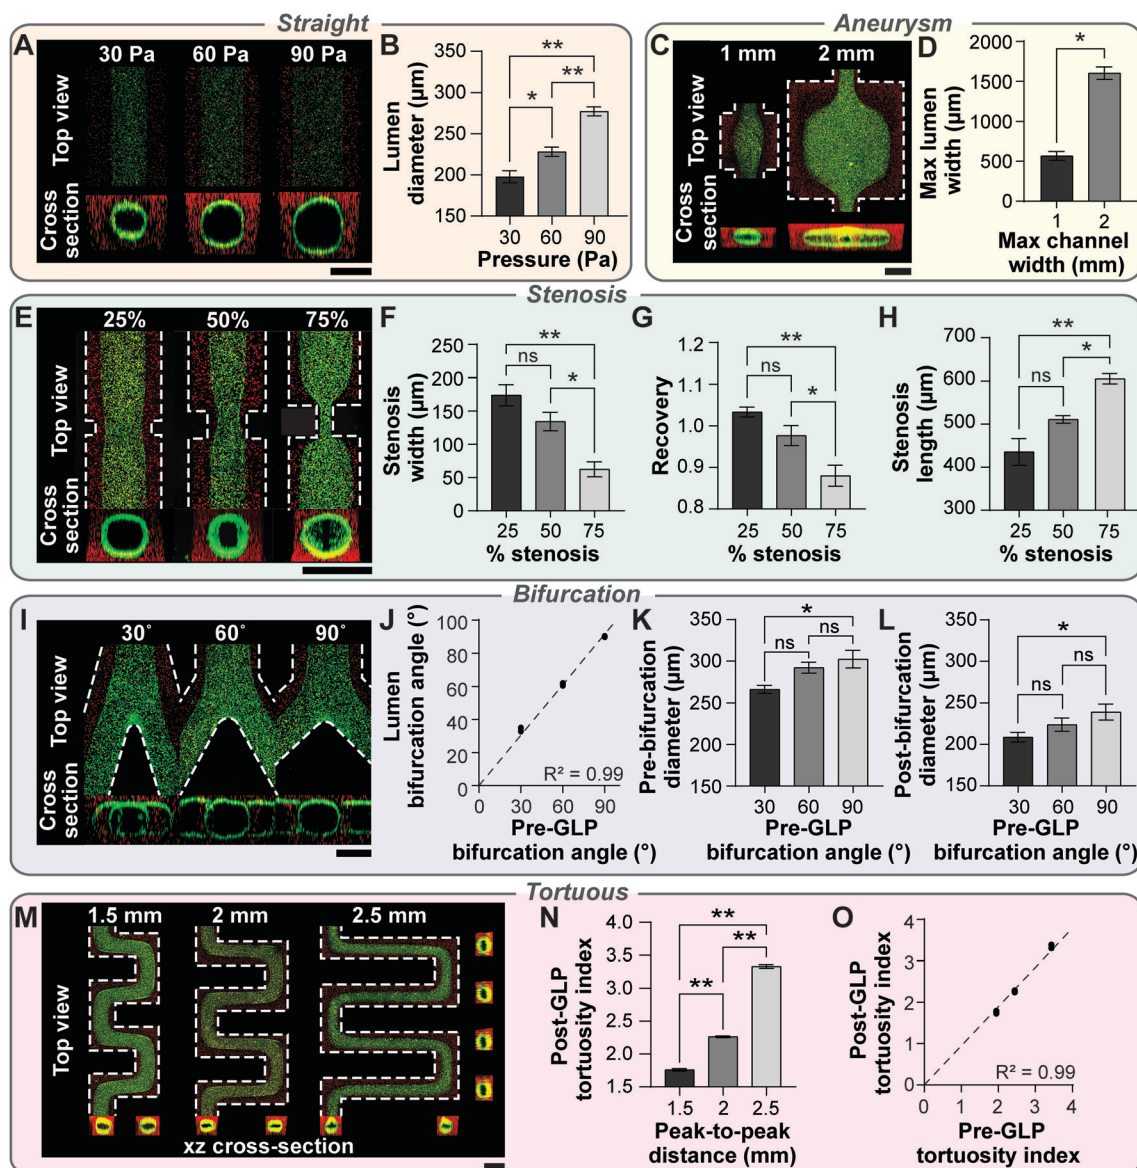 Straight
A
30 Pa 60 Pa 90 Pa
Top view
Cross
section
B
Lumen
diameter (µm)
350
300
250
200
150
**
* **
30 60 90
Pressure (Pa)
Aneurysm
C
1 mm 2 mm
Top view
Cross
section
D
Max lumen
width (µm)
2000
1500
1000
500
0
*
1 2
Max channel
width (mm)
Stenosis
E
25% 50% 75%
Top view
Cross
section
F
Stenosis
width (µm)
250
200
150
100
50
0
**
ns
*
25 50 75
% stenosis
G
Recovery
1.2
1.1
1.0
0.9
0.8
**
ns
*
25 50 75
% stenosis
H
Stenosis
length (µm)
700
600
500
400
300
**
*
ns
25 50 75
% stenosis
Bifurcation
I
30˚ 60˚ 90˚
Top view
Cross
section
J
Lumen
bifurcation angle (°)
100
80
60
40
20
0
R² = 0.99
0 30 60 90
Pre-GLP
bifurcation angle (°)
K
Pre-bifurcation
diameter (µm)
350
300
250
200
150
*
ns ns
30 60 90
Pre-GLP
bifurcation angle (°)
L
Post-bifurcation
diameter (µm)
350
300
250
200
150
*
ns
ns
30 60 90
Pre-GLP
bifurcation angle (°)
Tortuous
M
1.5 mm 2 mm 2.5 mm
Top view
xz cross-section
N
Post-GLP
tortuosity index
4.0
3.5
3.0
2.5
2.0
1.5
**
**
**
1.5 2 2.5
Peak-to-peak
distance (mm)
O
Post-GLP
tortuosity index
4
3
2
1
0
R² = 0.99
0 1 2 3 4
Pre-GLP
tortuosity index